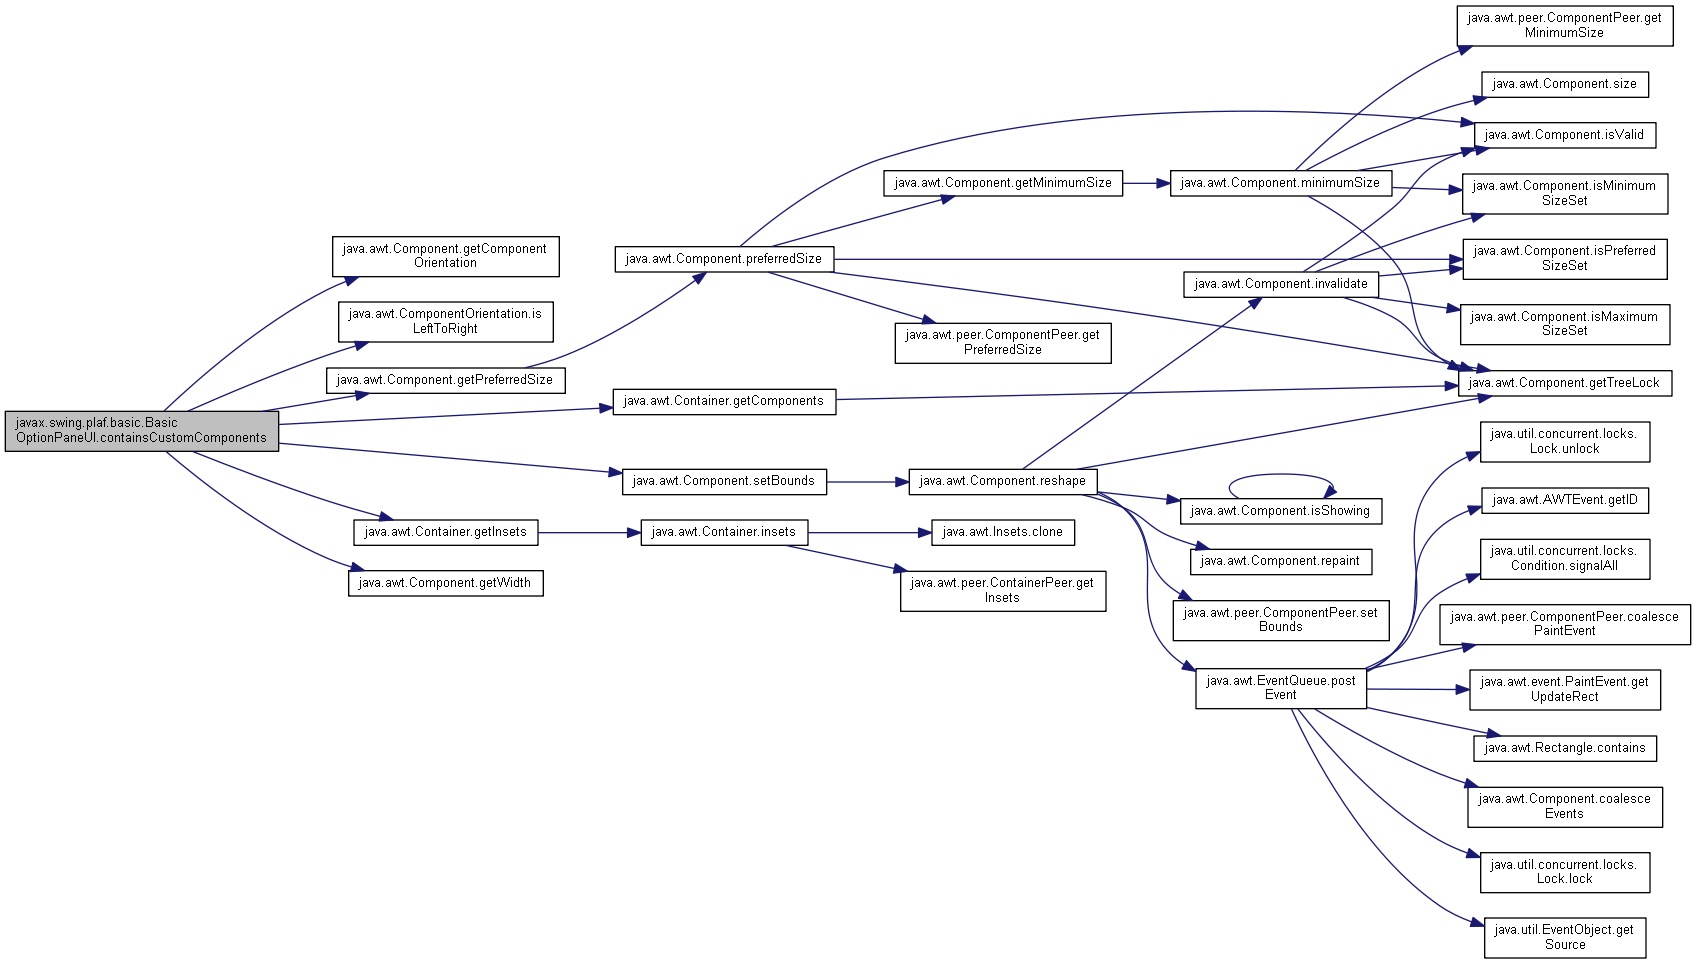 java.awt.peer.ComponentPeer.get
MinimumSize
java.awt.Component.size
java.awt.Component.isValid
java.awt.Component.getMinimumSize
java.awt.Component.minimumSize
java.awt.Component.isMinimum
SizeSet
java.awt.Component.getComponent
Orientation
java.awt.Component.preferredSize
java.awt.Component.isPreferred
SizeSet
java.awt.Component.invalidate
java.awt.ComponentOrientation.is
LeftToRight
java.awt.peer.ComponentPeer.get
PreferredSize
java.awt.Component.isMaximum
SizeSet
java.awt.Component.getPreferredSize
java.awt.Component.getTreeLock
java.awt.Container.getComponents
javax.swing.plaf.basic.Basic
OptionPaneUI.containsCustomComponents
java.util.concurrent.locks.
Lock.unlock
java.awt.Component.setBounds
java.awt.Component.reshape
java.awt.AWTEvent.getID
java.awt.Component.isShowing
java.awt.Container.getInsets
java.awt.Container.insets
java.awt.Insets.clone
java.util.concurrent.locks.
Condition.signalAll
java.awt.Component.repaint
java.awt.Component.getWidth
java.awt.peer.ContainerPeer.get
Insets
java.awt.peer.ComponentPeer.set
Bounds
java.awt.peer.ComponentPeer.coalesce
PaintEvent
java.awt.EventQueue.post
Event
java.awt.event.PaintEvent.get
UpdateRect
java.awt.Rectangle.contains
java.awt.Component.coalesce
Events
java.util.concurrent.locks.
Lock.lock
java.util.EventObject.get
Source